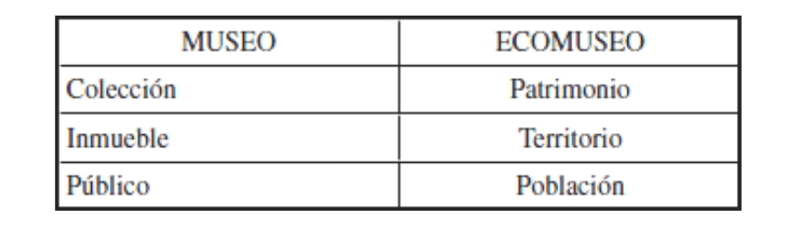 MUSEO ECOMUSEO
Colección Patrimonio
Inmueble Territorio
Público Población